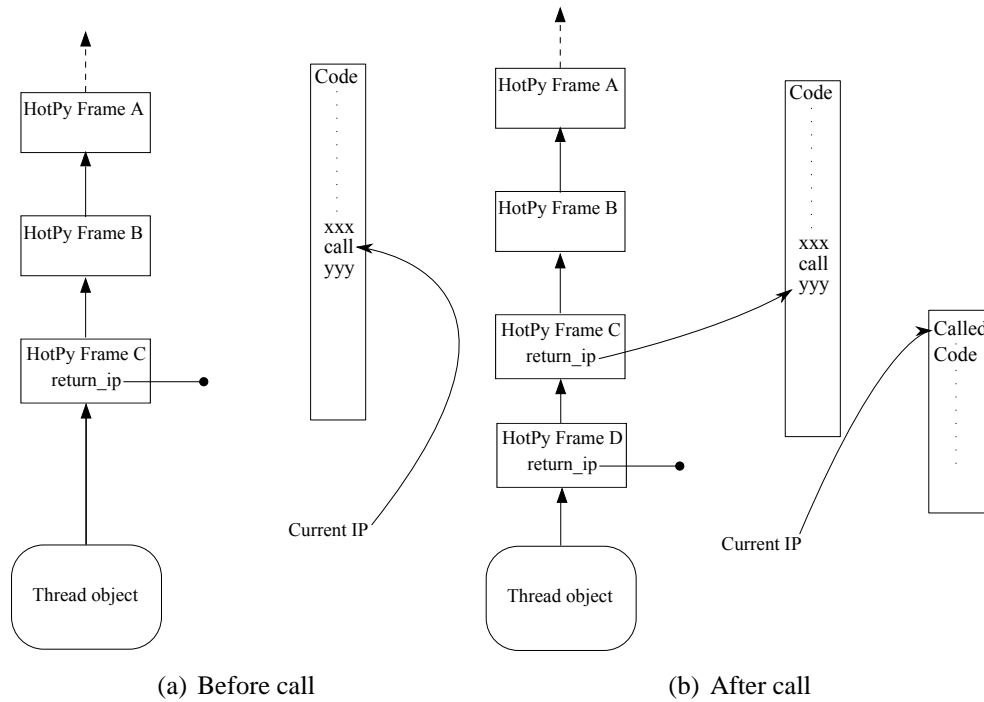 Code
HotPy Frame A
HotPy Frame B
xxx
call
yyy
HotPy Frame C
return_ip
Current IP
Thread object
(a) Before call
HotPy Frame A
Code
HotPy Frame B
xxx
call
yyy
HotPy Frame C
return_ip
Called
Code
HotPy Frame D
return_ip
Current IP
Thread object
(b) After call